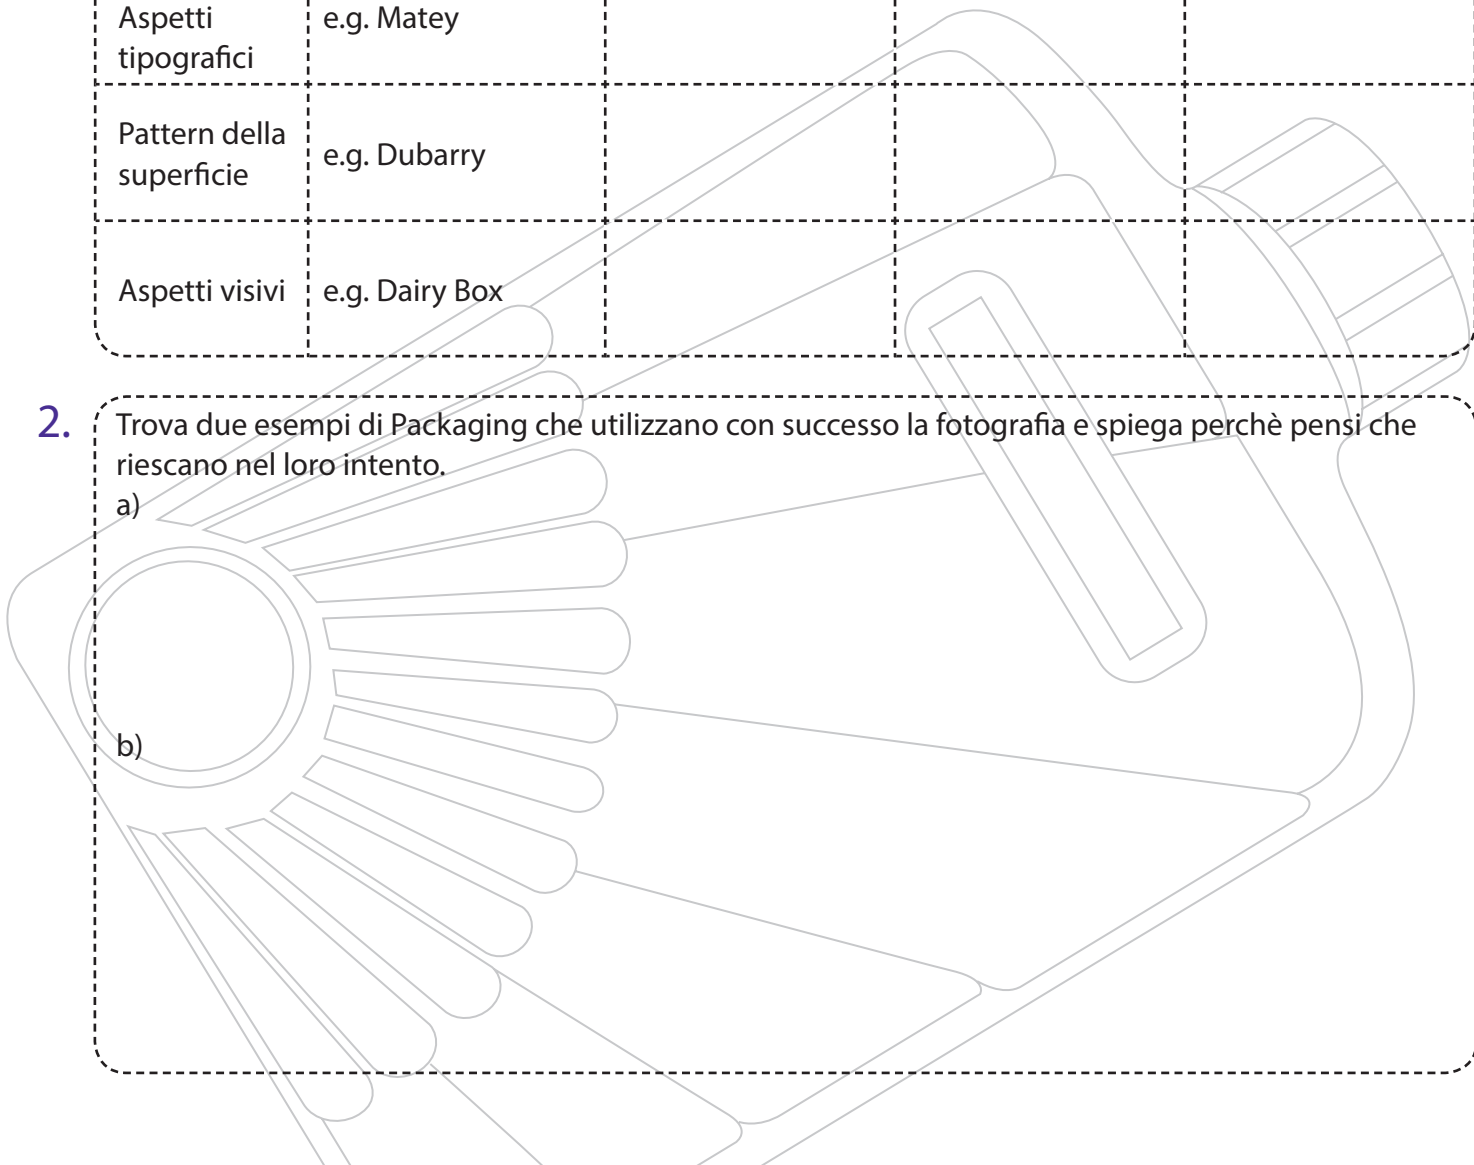 Aspetti
tipografici
e.g. Matey
Pattern della
superficie
e.g. Dubarry
Aspetti visivi
e.g. Dairy Box
2.
Trova due esempi di Packaging che utilizzano con successo la fotografia e spiega perchè pensi che
riescano nel loro intento.
a)
b)